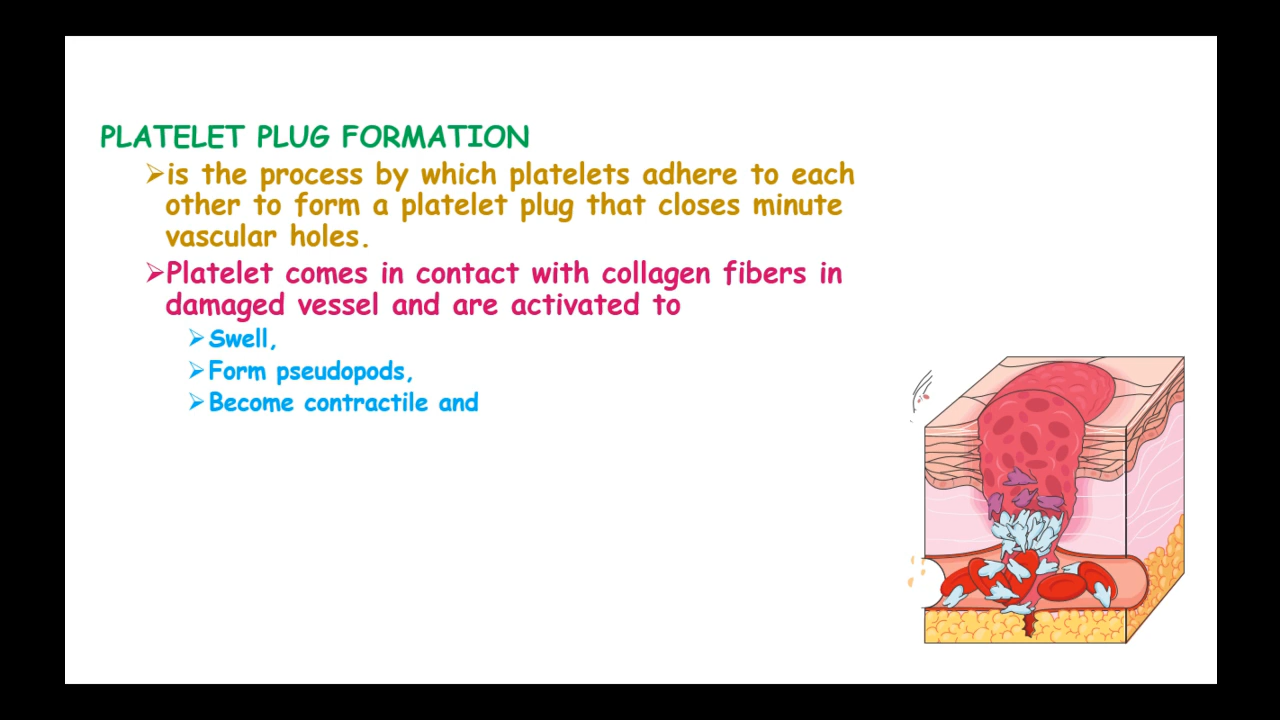 PLATELET PLUG FORMATION
➢is the process by which platelets adhere to each
other to form a platelet plug that closes minute
vascular holes.
➢Platelet comes in contact with collagen fibers in
damaged vessel and are activated to
➢Swell,
➢Form pseudopods,
➢Become contractile and